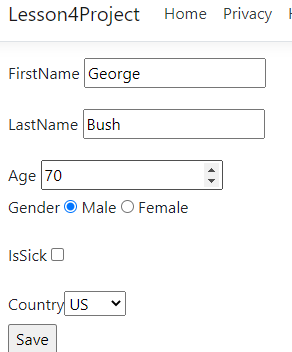 Lesson4Project Home Privacy
FirstName George
LastName Bush
Age 70
Gender Male Female
IsSick
Country US
Save